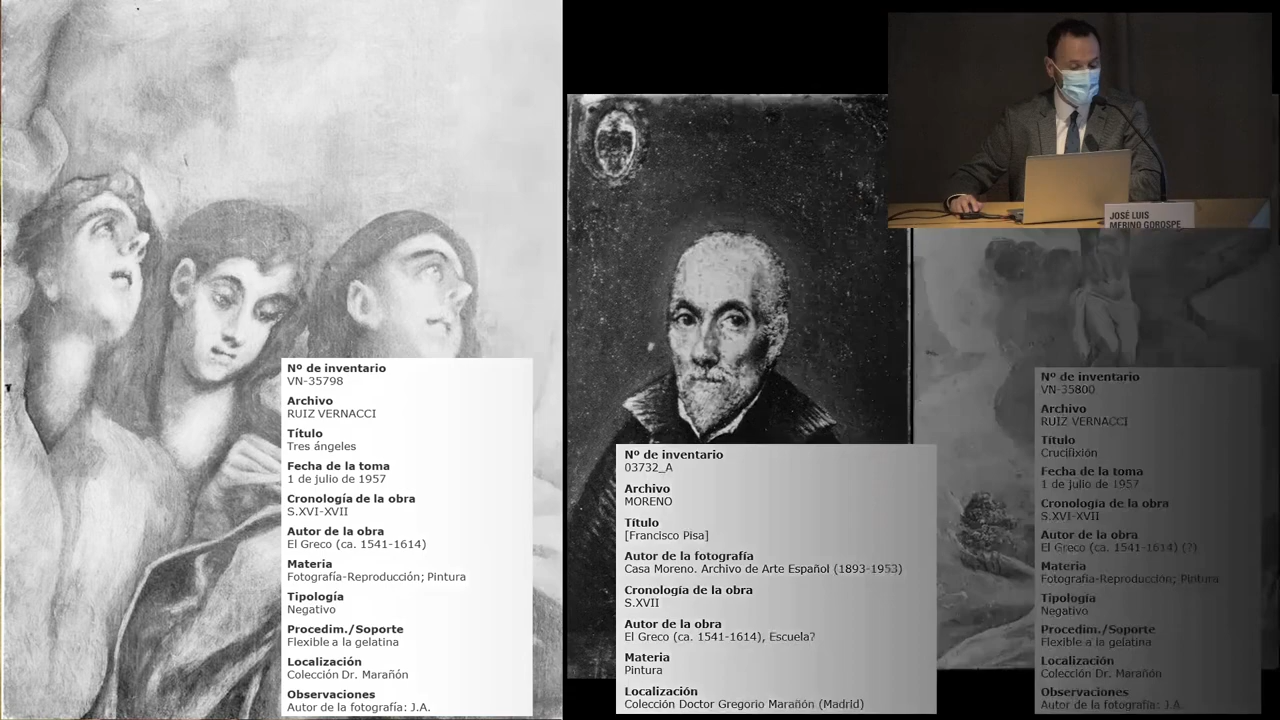 Nº de inventario
VN-35798
Archivo
RUIZ VERNACCI
Título
Tres ángeles
Fecha de la toma
1 de julio de 1957
Cronología de la obra
S.XVI-XVII
Autor de la obra
El Greco (ca. 1541-1614)
Materia
Fotografía-Reproducción; Pintura
Tipología
Negativo
Procedim./Soporte
Flexible a la gelatina
Localización
Colección Dr. Marañón
Observaciones
Autor de la fotografía: J.A.
Nº de inventario
03732_A
Archivo
MORENO
Título
[Francisco Pisa]
Autor de la fotografía
Casa Moreno. Archivo de Arte Español (1893-1953)
Cronología de la obra
S.XVII
Autor de la obra
El Greco (ca. 1541-1614), Escuela?
Materia
Pintura
Localización
Colección Doctor Gregorio Marañón (Madrid)
JOSÉ LUIS
MERINO GOROSPE
Nº de inventario
VN-35800
Archivo
RUIZ VERNACCI
Título
Crucifixión
Fecha de la toma
1 de julio de 1957
Cronología de la obra
S.XVI-XVII
Autor de la obra
El Greco (ca. 1541-1614) (?)
Materia
Fotografía-Reproducción; Pintura
Tipología
Negativo
Procedim./Soporte
Flexible a la gelatina
Localización
Colección Dr. Marañón
Observaciones
Autor de la fotografía: J.A.